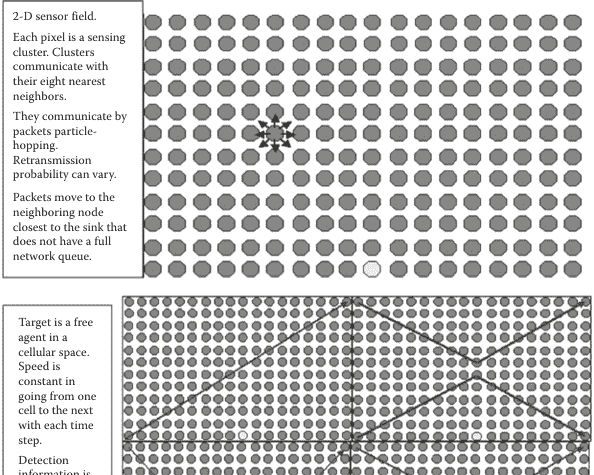 2-D sensor field.
Each pixel is a sensing
cluster. Clusters
communicate with
their eight nearest
neighbors.
They communicate by
packets particle-
hopping.
Retransmission
probability can vary.
Packets move to the
neighboring node
closest to the sink that
does not have a full
network queue.
Target is a free
agent in a
cellular space.
Speed is
constant in
going from one
cell to the next
with each time
step.
Detection
information is